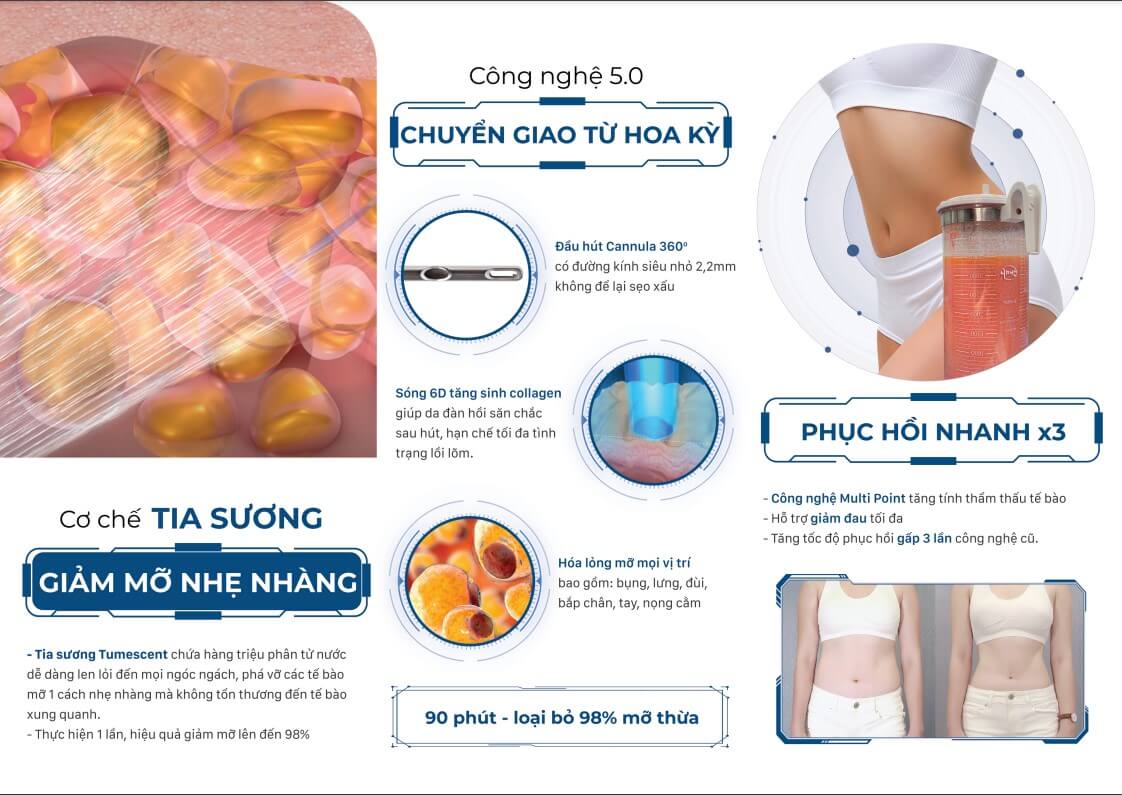 Cơ chế TIA SƯƠNG
GIẢM MỠ NHẸ NHÀNG
- Tia sương Tumescent chứa hàng triệu phân tử nước
dễ dàng len lỏi đến mọi ngóc ngách, phá vỡ các tế bào
mỡ 1 cách nhẹ nhàng mà không tổn thương đến tế bào
xung quanh.
- Thực hiện 1 lần, hiệu quả giảm mỡ lên đến 98%
Công nghệ 5.0
CHUYỂN GIAO TỪ HOA KỲ
Đầu hút Cannula 360º
có đường kính siêu nhỏ 2,2mm
không để lại sẹo xấu
Sóng 6D tăng sinh collagen
giúp da đàn hồi săn chắc
sau hút, hạn chế tối đa tình
trạng lồi lõm.
Hóa lỏng mỡ mọi vị trí
bao gồm: bụng, lưng, đùi,
bắp chân, tay, nọng cằm
90 phút - loại bỏ 98% mỡ thừa
PHỤC HỒI NHANH x3
- Công nghệ Multi Point tăng tính thẩm thấu tế bào
- Hỗ trợ giảm đau tối đa
- Tăng tốc độ phục hồi gấp 3 lần công nghệ cũ.